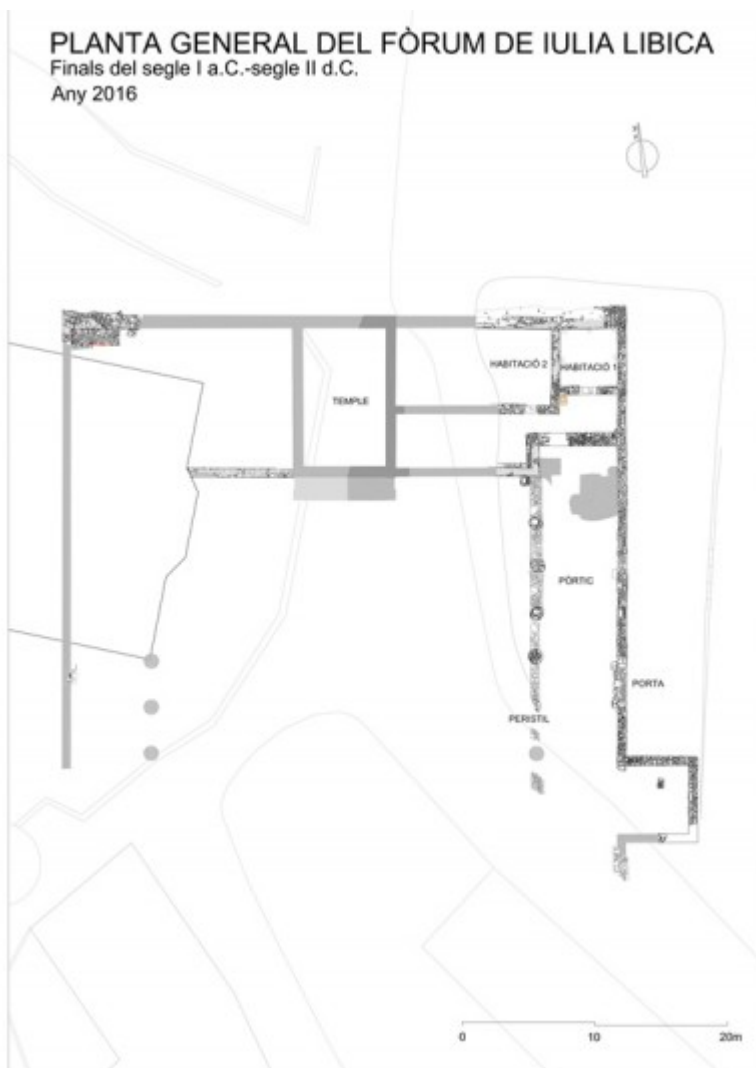 PLANTA GENERAL DEL FÒRUM DE IULIA LIBICA
Finals del segle I a.C.-segle II d.C.
Any 2016
HABITACIÓ 2
HABITACIÓ 1
TEMPLE
PÒRTIC
PORTA
PERISTIL
0 10 20m